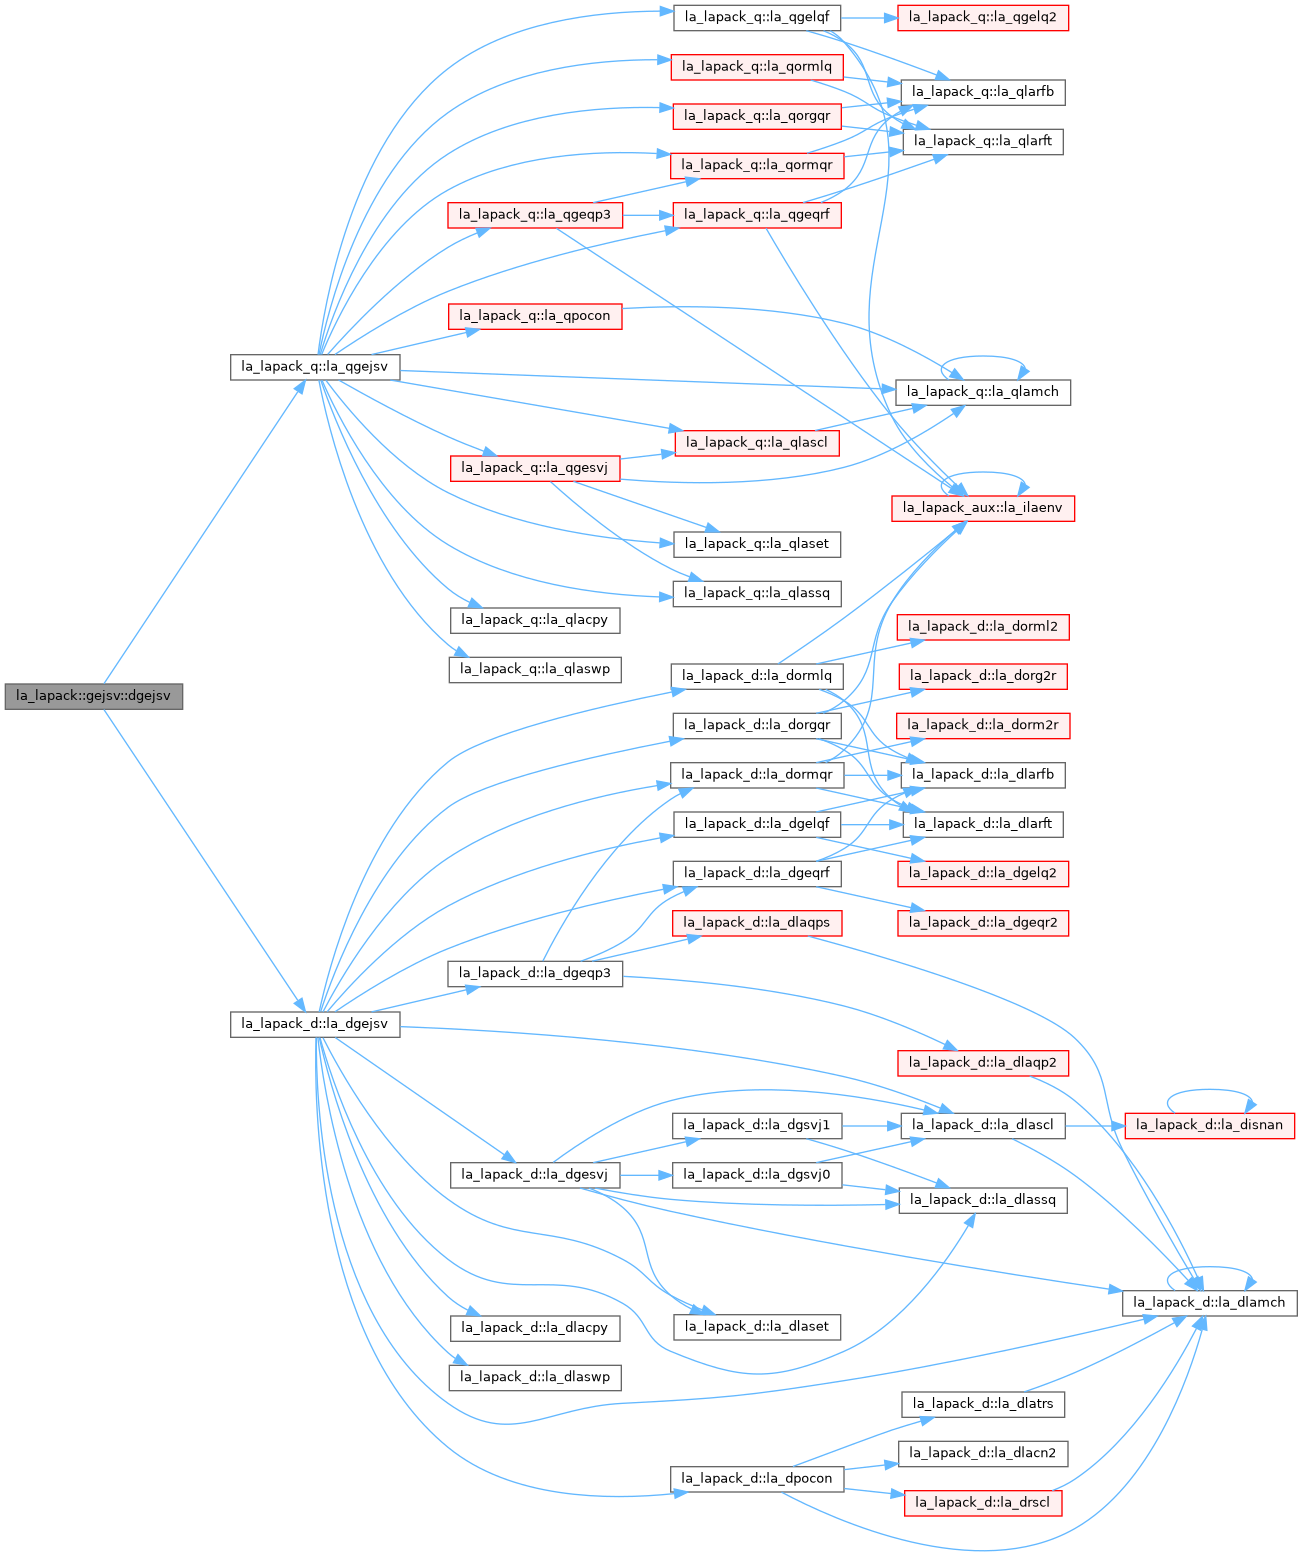 la_lapack_q::la_qgelqf
la_lapack_q::la_qgelq2
la_lapack_q::la_qormlq
la_lapack_q::la_qlarfb
la_lapack_q::la_qorgqr
la_lapack_q::la_qlarft
la_lapack_q::la_qormqr
la_lapack_q::la_qgeqp3
la_lapack_q::la_qgeqrf
la_lapack_q::la_qpocon
la_lapack_q::la_qgejsv
la_lapack_q::la_qlamch
la_lapack_q::la_qlascl
la_lapack_q::la_qgesvj
la_lapack_aux::la_ilaenv
la_lapack_q::la_qlaset
la_lapack_q::la_qlassq
la_lapack_q::la_qlacpy
la_lapack_d::la_dorml2
la_lapack_q::la_qlaswp
la_lapack_d::la_dormlq
la_lapack_d::la_dorg2r
la_lapack::gejsv::dgejsv
la_lapack_d::la_dorgqr
la_lapack_d::la_dorm2r
la_lapack_d::la_dormqr
la_lapack_d::la_dlarfb
la_lapack_d::la_dgelqf
la_lapack_d::la_dlarft
la_lapack_d::la_dgeqrf
la_lapack_d::la_dgelq2
la_lapack_d::la_dlaqps
la_lapack_d::la_dgeqr2
la_lapack_d::la_dgeqp3
la_lapack_d::la_dgejsv
la_lapack_d::la_dlaqp2
la_lapack_d::la_dgsvj1
la_lapack_d::la_dlascl
la_lapack_d::la_disnan
la_lapack_d::la_dgesvj
la_lapack_d::la_dgsvj0
la_lapack_d::la_dlassq
la_lapack_d::la_dlamch
la_lapack_d::la_dlacpy
la_lapack_d::la_dlaset
la_lapack_d::la_dlaswp
la_lapack_d::la_dlatrs
la_lapack_d::la_dlacn2
la_lapack_d::la_dpocon
la_lapack_d::la_drscl